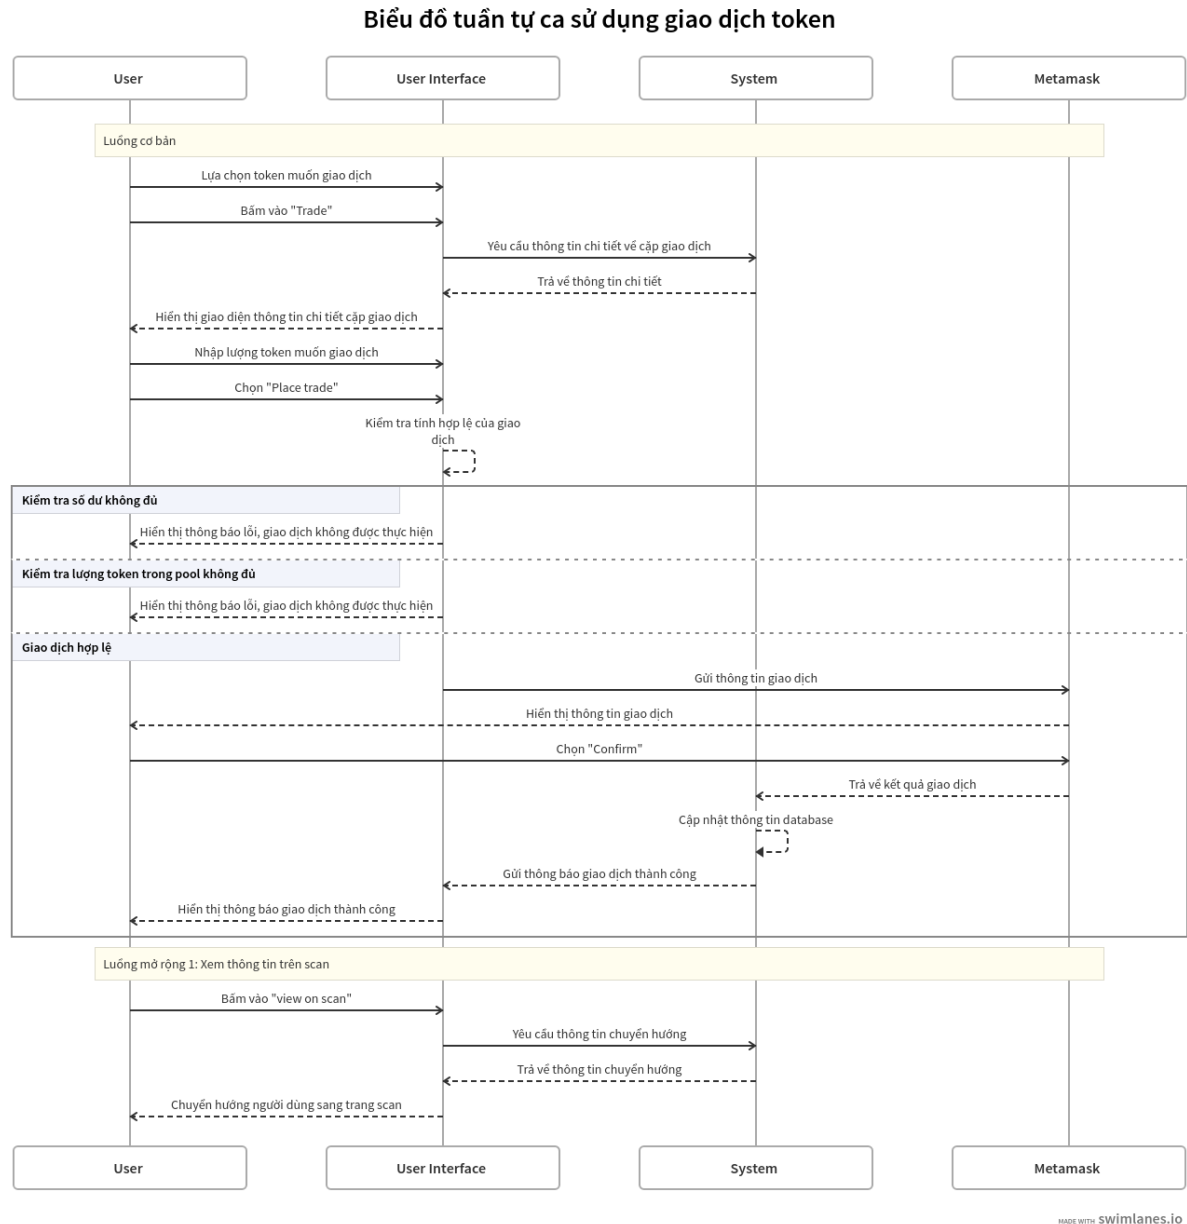 Biểu đồ tuần tự ca sử dụng giao dịch token
User
User Interface
System
Metamask
Luồng cơ bản
Lựa chọn token muốn giao dịch
Bấm vào "Trade"
Yêu cầu thông tin chi tiết về cặp giao dịch
Trả về thông tin chi tiết
Hiển thị giao diện thông tin chi tiết cặp giao dịch
Nhập lượng token muốn giao dịch
Chọn "Place trade"
Kiểm tra tính hợp lệ của giao
dịch
Kiểm tra số dư không đủ
Hiển thị thông báo lỗi, giao dịch không được thực hiện
Kiểm tra lượng token trong pool không đủ
Hiển thị thông báo lỗi, giao dịch không được thực hiện
Giao dịch hợp lệ
Gửi thông tin giao dịch
Hiển thị thông tin giao dịch
Chọn "Confirm"
Trả về kết quả giao dịch
Cập nhật thông tin database
Gửi thông báo giao dịch thành công
Hiển thị thông báo giao dịch thành công
Luồng mở rộng 1: Xem thông tin trên scan
Bấm vào "view on scan"
Yêu cầu thông tin chuyển hướng
Trả về thông tin chuyển hướng
Chuyển hướng người dùng sang trang scan
User
User Interface
System
Metamask
MADE WITH swimlanes.io